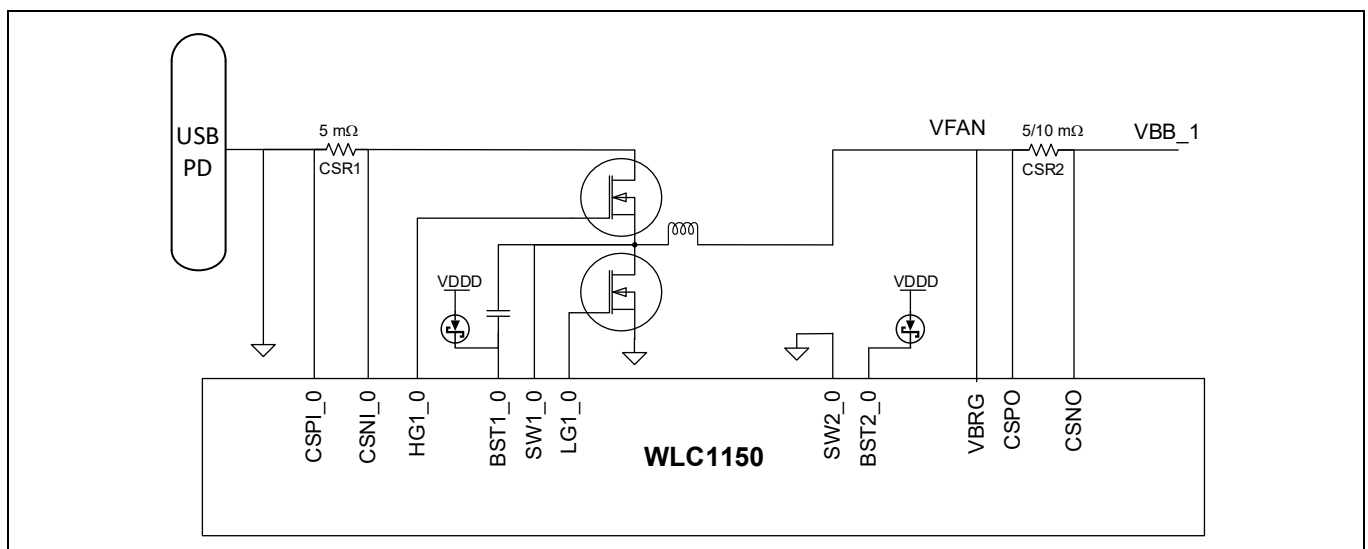 USB
PD
5 mΩ
CSR1
VFAN
5/10 mΩ
CSR2
VBB_1
VDDD
VDDD
CSPI_0
CSNI_0
HG1_0
BST1_0
SW1_0
LG1_0
SW2_0
BST2_0
VBRG
CSPO
CSNO
WLC1150